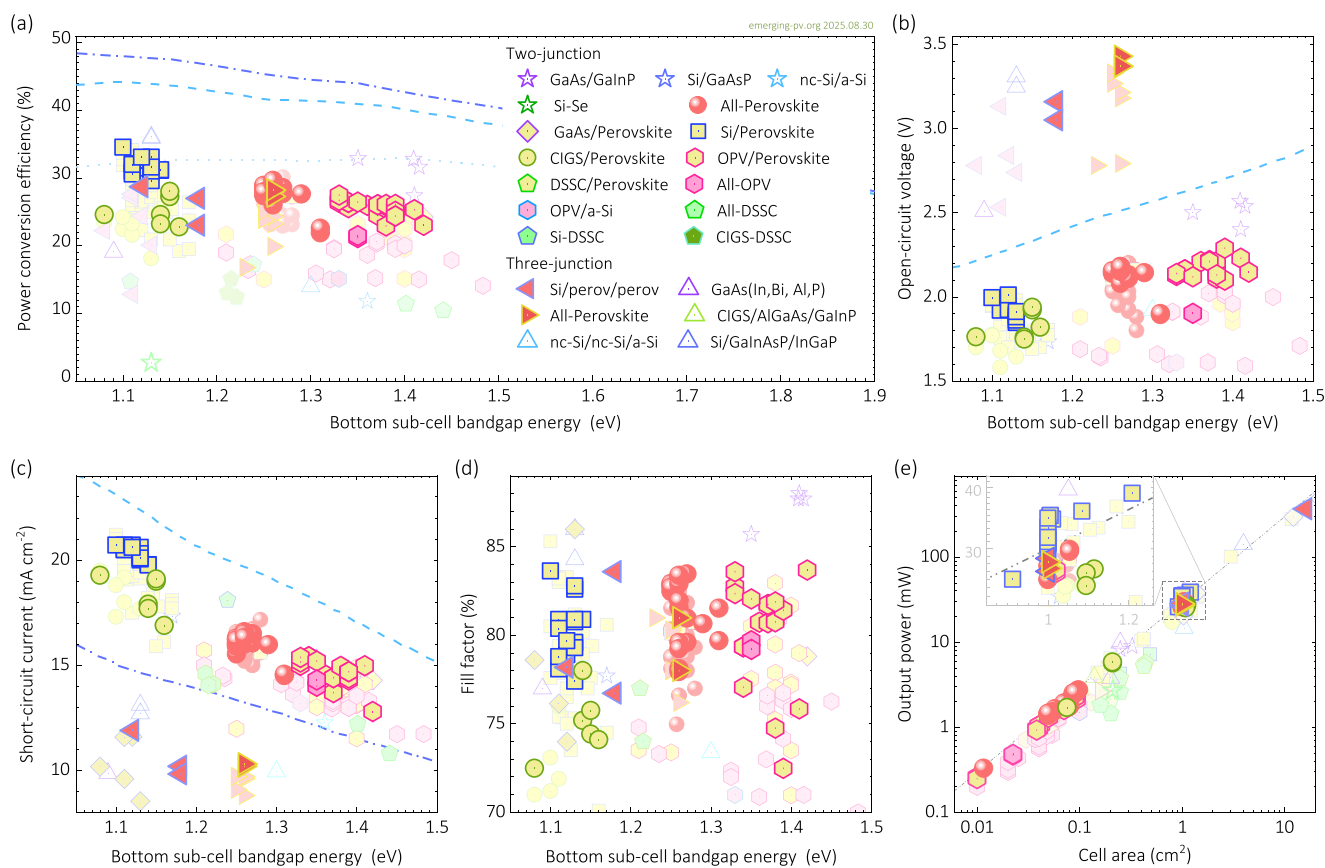 (a)
emerging-pv.org 2025.08.30
(b)
50
40
30
20
10
0
Power conversion efficiency (%)
1.1
1.2
1.3
1.4
1.5
1.6
1.7
1.8
1.9
Bottom sub-cell bandgap energy (eV)
Two-junction
GaAs/GaInP
Si/GaAsP
nc-Si/a-Si
Si-Se
All-Perovskite
GaAs/Perovskite
Si/Perovskite
CIGS/Perovskite
OPV/Perovskite
DSSC/Perovskite
All-OPV
OPV/a-Si
All-DSSC
Si-DSSC
CIGS-DSSC
Three-junction
Si/perov/perov
GaAs(In,Bi, Al,P)
All-Perovskite
CIGS/AlGaAs/GaInP
nc-Si/nc-Si/a-Si
Si/GaInAsP/InGaP
3.5
3.0
2.5
2.0
1.5
Open-circuit voltage (V)
1.1
1.2
1.3
1.4
1.5
Bottom sub-cell bandgap energy (eV)
(c)
20
15
10
Short-circuit current (mA cm⁻²)
1.1
1.2
1.3
1.4
1.5
Bottom sub-cell bandgap energy (eV)
(d)
85
80
75
70
Fill factor (%)
1.1
1.2
1.3
1.4
1.5
Bottom sub-cell bandgap energy (eV)
(e)
100
10
1
0.1
Output power (mW)
40
30
1
1.2
0.01
0.1
1
10
Cell area (cm²)